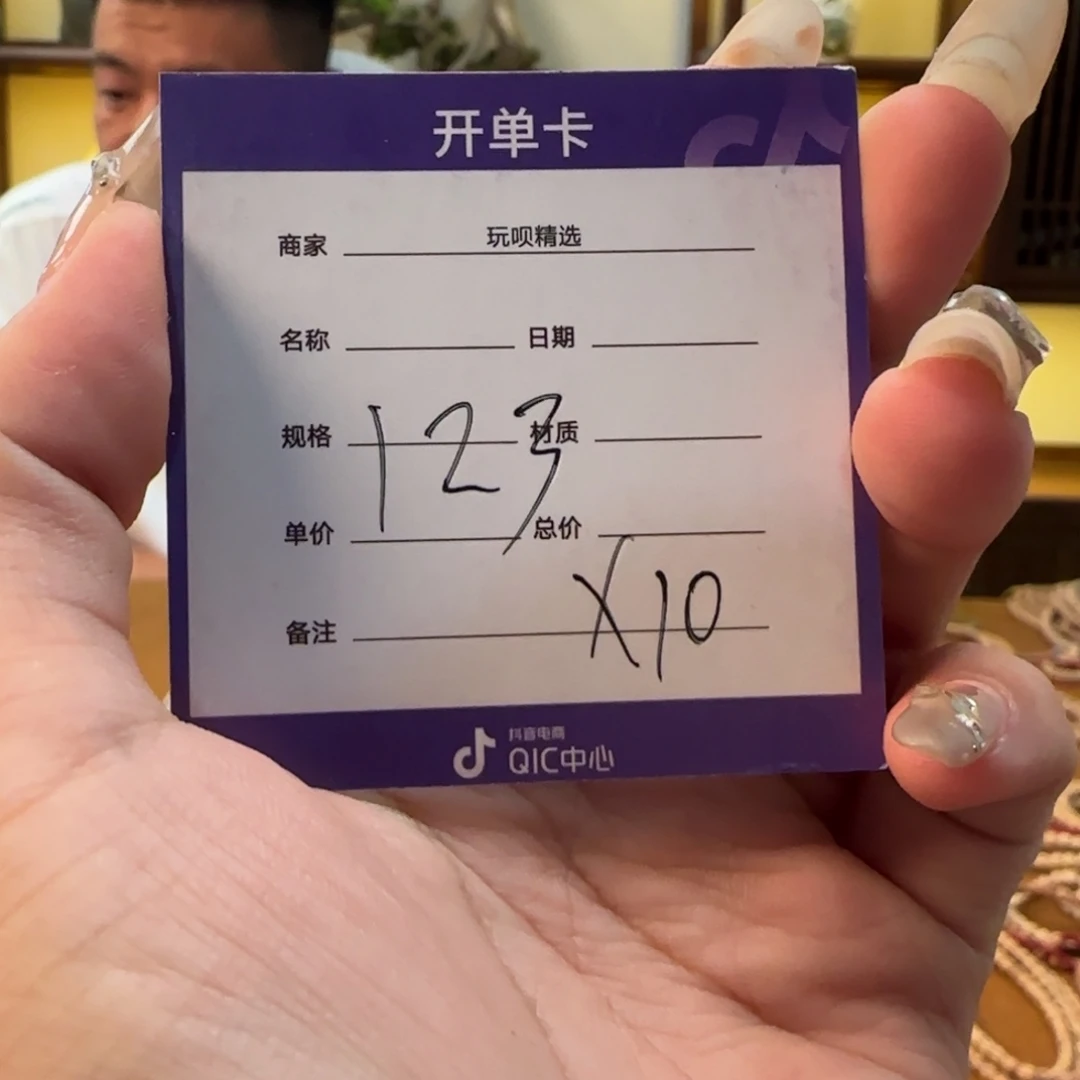 开单卡
商家 玩呗精选
名称 日期
规格 材质
123
单价 总价
X10
备注
抖音电商
QIC中心